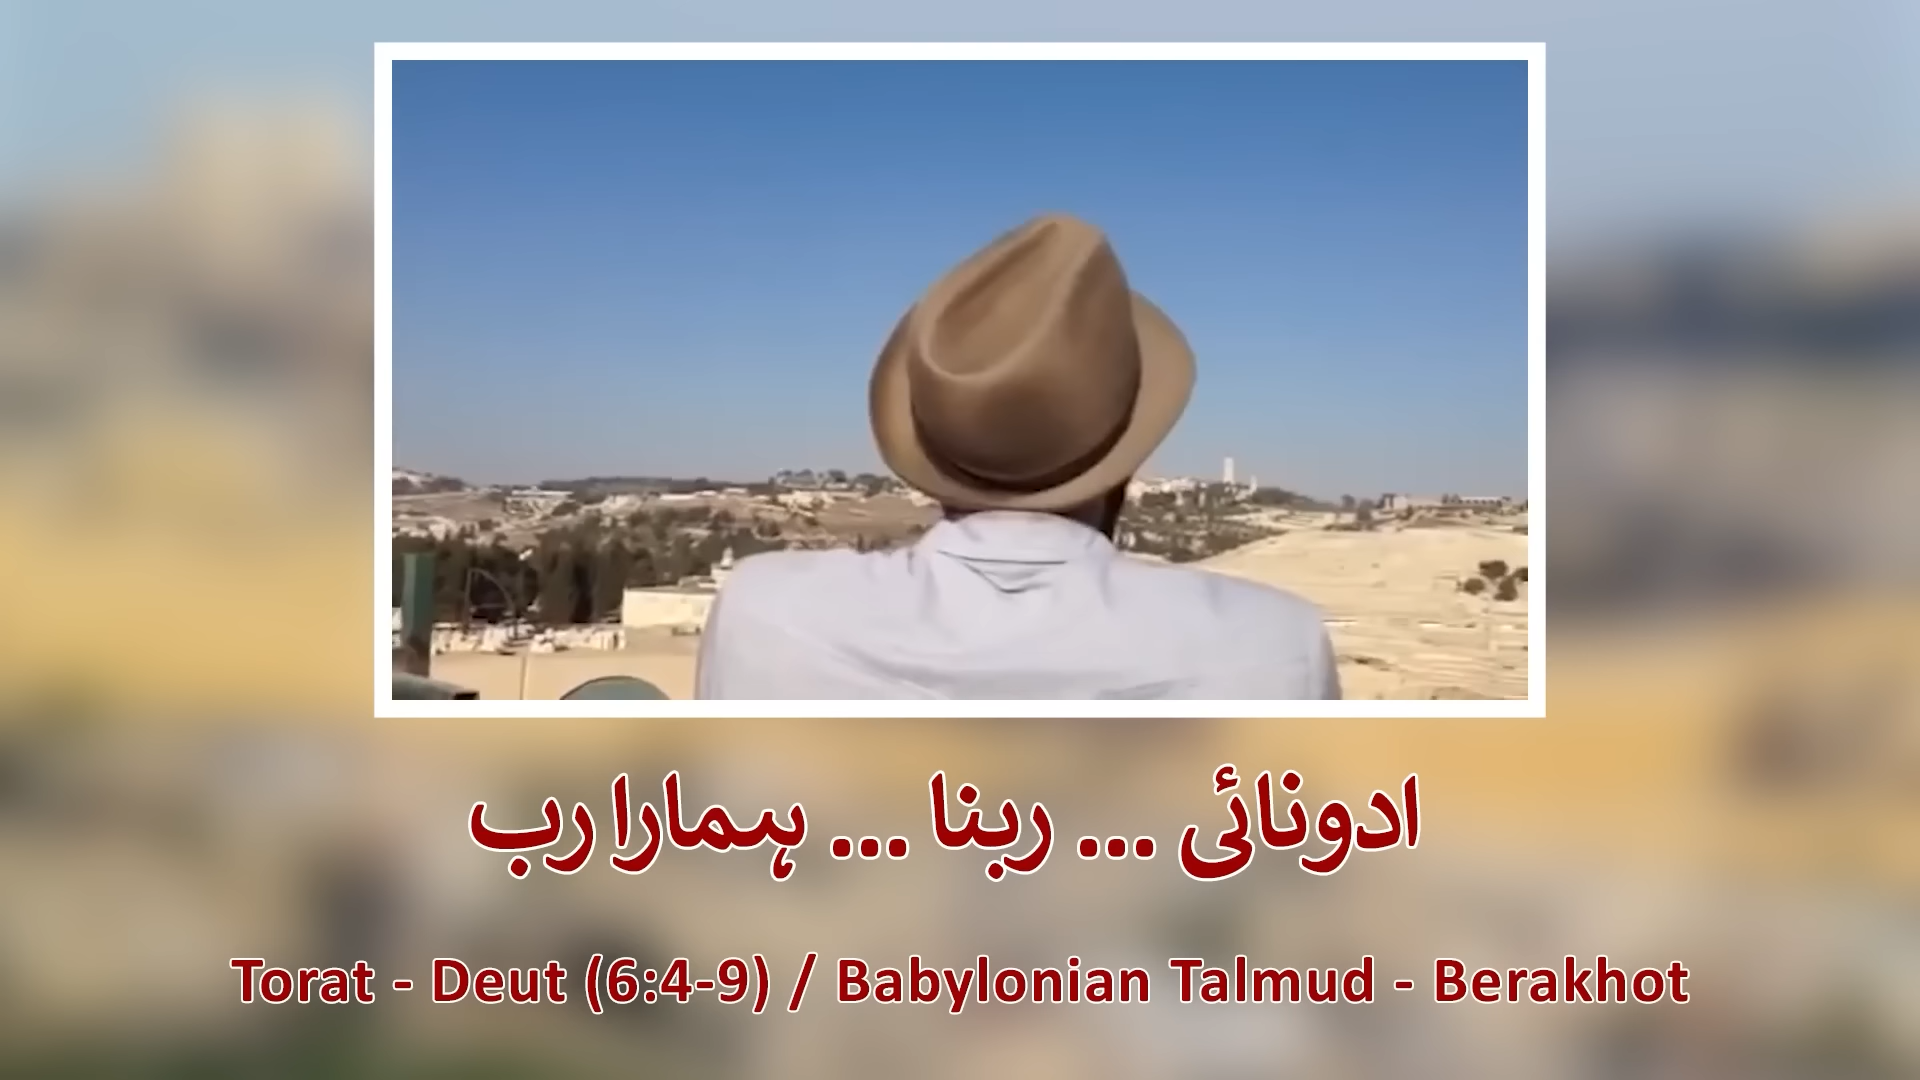 ادونائی ... ربنا ... ہمارا رب
Torat - Deut (6:4-9) / Babylonian Talmud - Berakhot